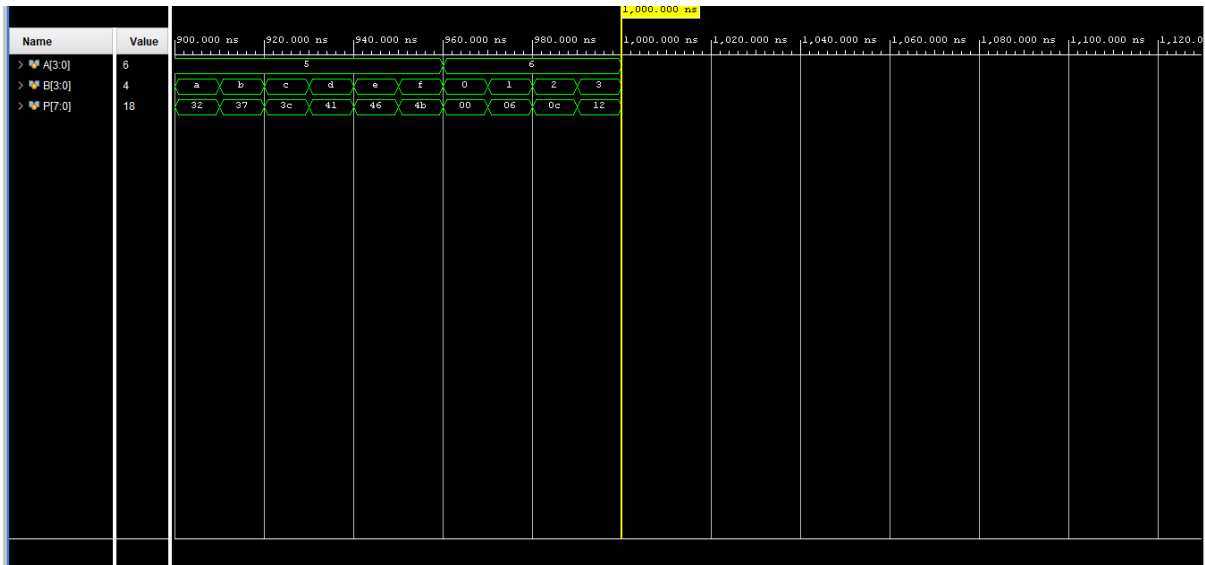 1,000.000 ns
Name Value 900.000 ns 920.000 ns 940.000 ns 960.000 ns 980.000 ns 1,000.000 ns 1,020.000 ns 1,040.000 ns 1,060.000 ns 1,080.000 ns 1,100.000 ns 1,120.0
> A[3:0] 6 5 6
> B[3:0] 4 a b c d e f 0 1 2 3
> P[7:0] 18 32 37 3c 41 46 4b 00 06 0c 12